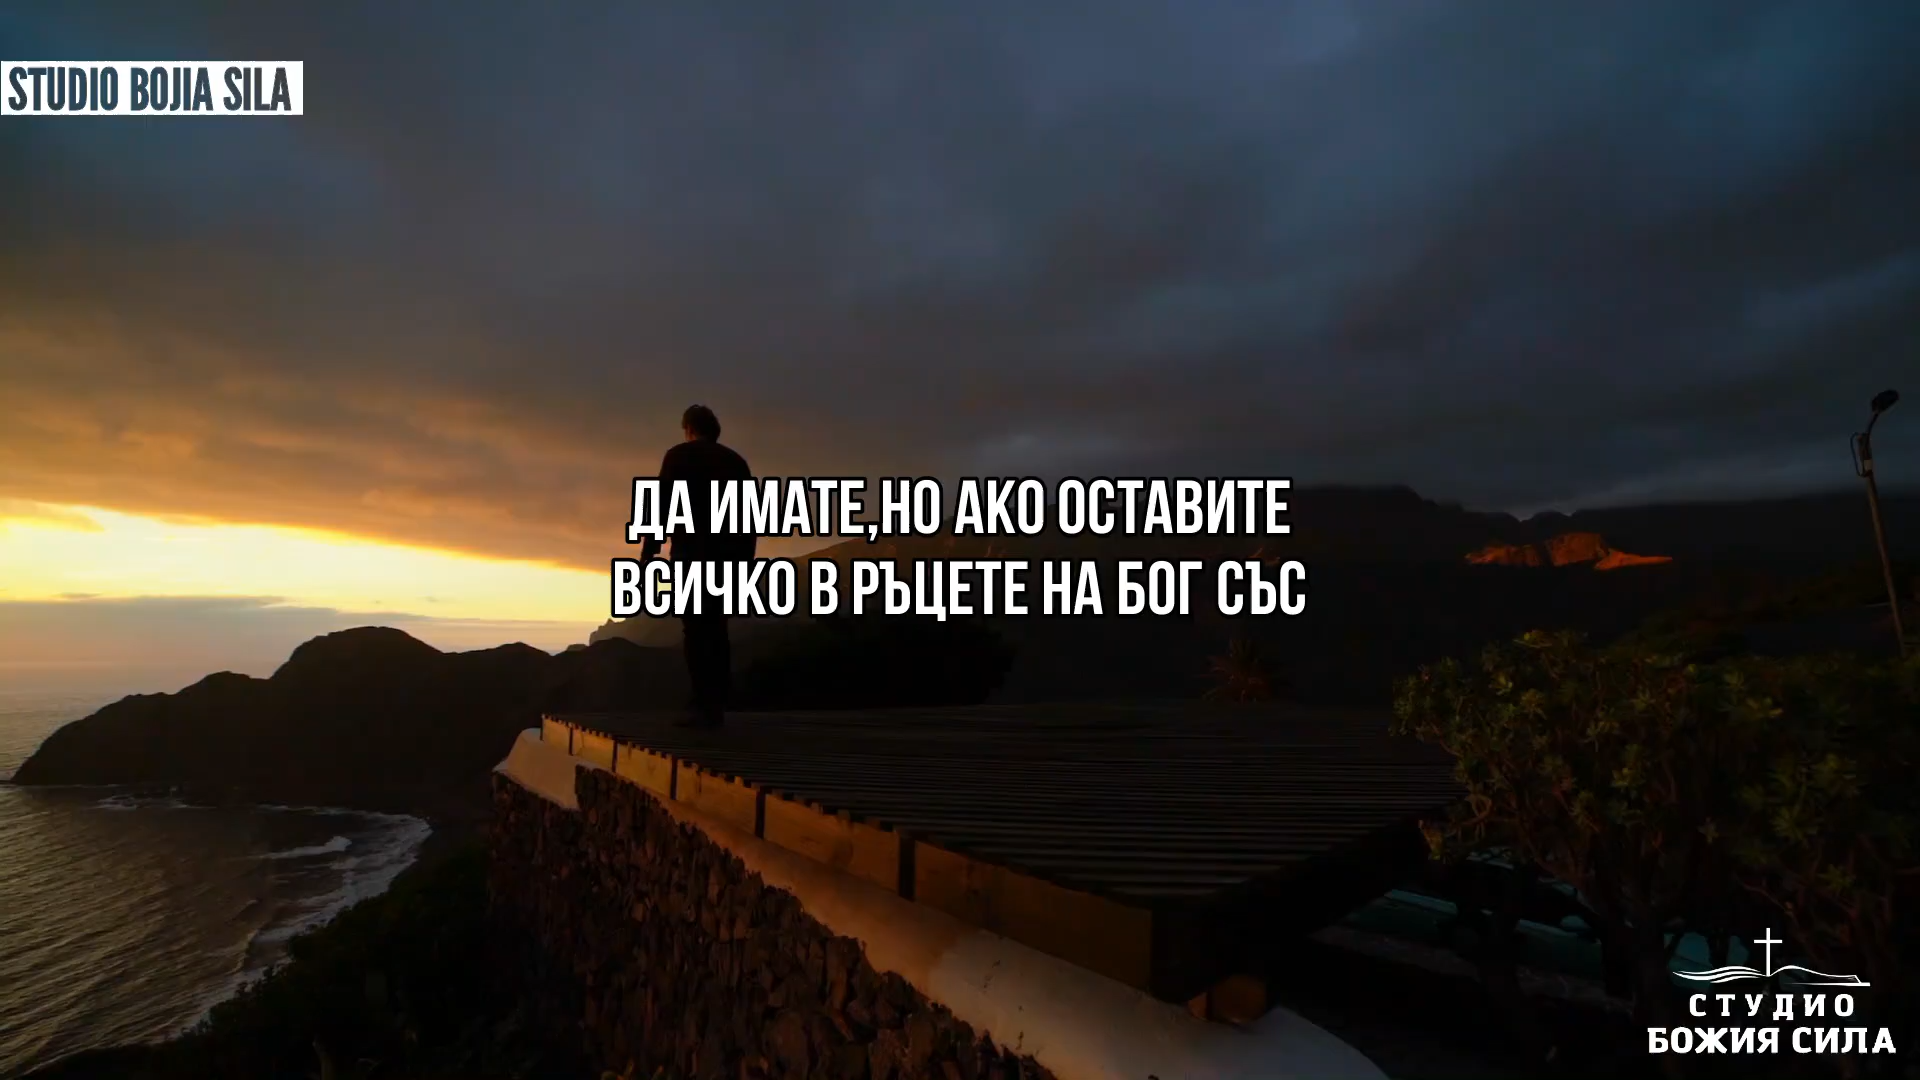 STUDIO BOJIA SILA
ДА ИМАТЕ,НО АКО ОСТАВИТЕ
ВСИЧКО В РЪЦЕТЕ НА БОГ СЪС
СТУДИО
БОЖИЯ СИЛА